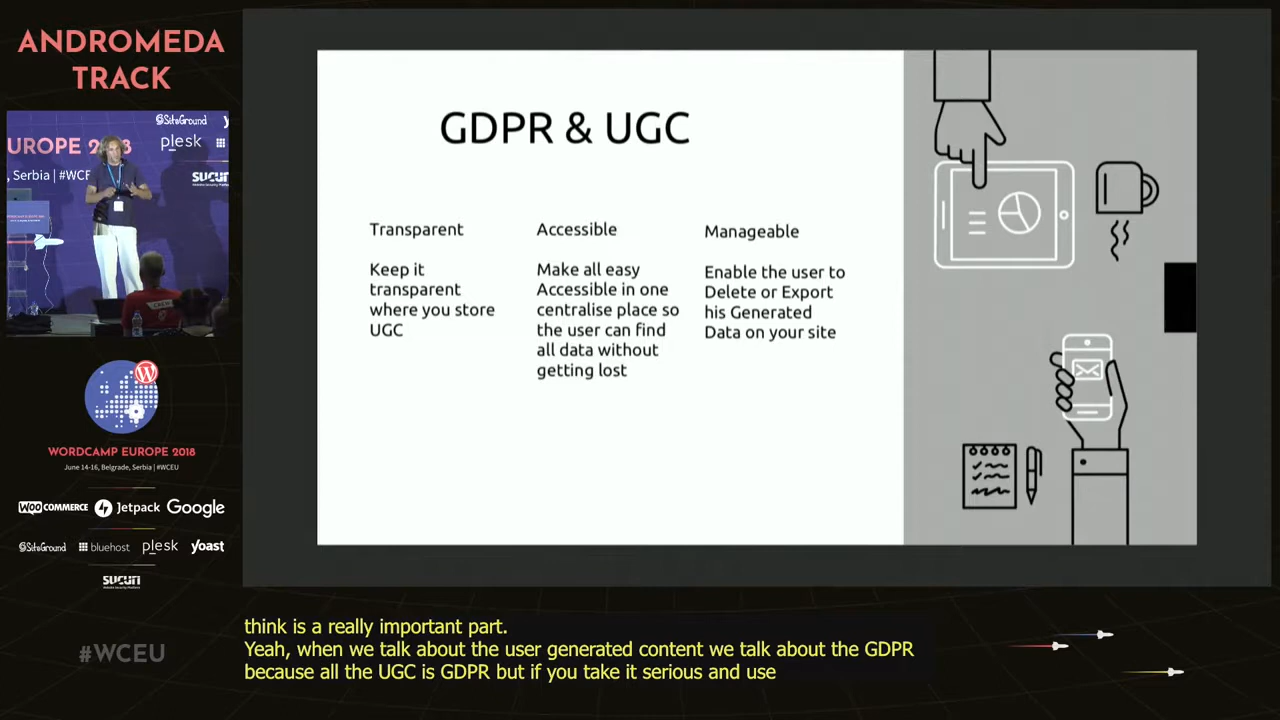 ANDROMEDA
TRACK
SiteGround
UROPE 2018
plesk
, Serbia | #WCE
sucuri
WORDCAMP EUROPE 2018
June 14-16, Belgrade, Serbia | #WCEU
WOO COMMERCE
Jetpack
Google
SiteGround
bluehost
plesk
yoast
sucuri
#WCEU
GDPR & UGC
Transparent
Keep it
transparent
where you store
UGC
Accessible
Make all easy
Accessible in one
centralise place so
the user can find
all data without
getting lost
Manageable
Enable the user to
Delete or Export
his Generated
Data on your site
think is a really important part.
Yeah, when we talk about the user generated content we talk about the GDPR
because all the UGC is GDPR but if you take it serious and use